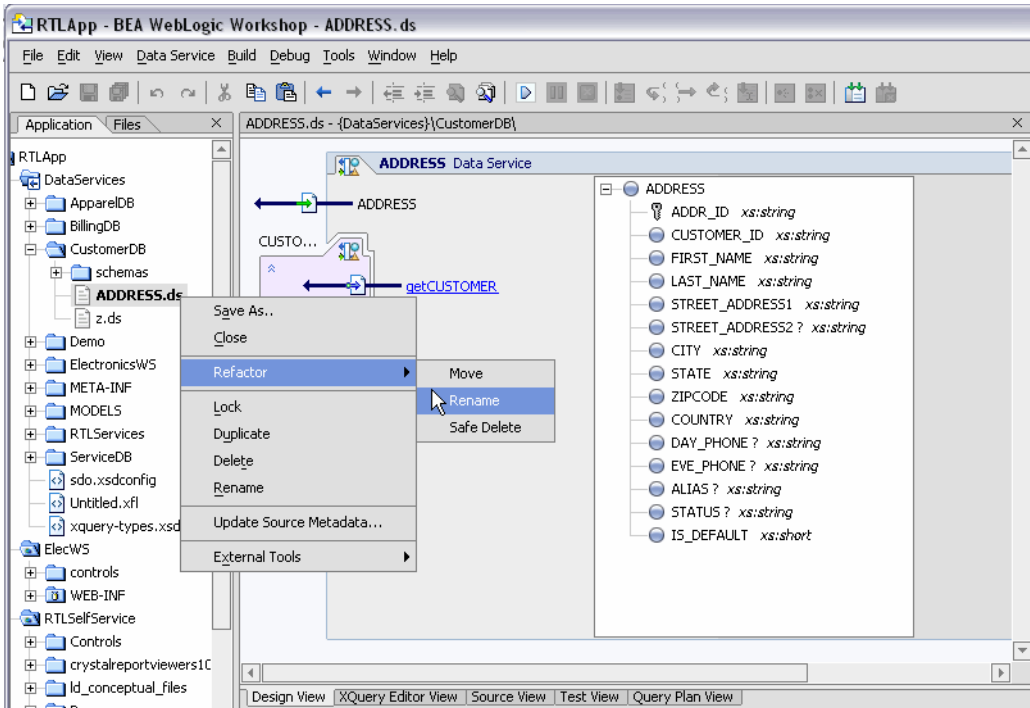 RTLApp - BEA WebLogic Workshop - ADDRESS.ds
File Edit View Data Service Build Debug Tools Window Help
Application Files
ADDRESS.ds - {DataServices}\CustomerDB\
RTLApp
DataServices
ApparelDB
BillingDB
CustomerDB
schemas
ADDRESS.ds
z.ds
Demo
ElectronicsWS
META-INF
MODELS
RTLServices
ServiceDB
sdo.xsdconfig
Untitled.xfl
xquery-types.xsd
ElecWS
controls
WEB-INF
RTLSelfService
Controls
crystalreportviewers10
ld_conceptual_files
Save As..
Close
Refactor
Lock
Duplicate
Delete
Rename
Update Source Metadata...
External Tools
Move
Rename
Safe Delete
ADDRESS Data Service
ADDRESS
CUSTO...
getCUSTOMER
ADDRESS
ADDR_ID xs:string
CUSTOMER_ID xs:string
FIRST_NAME xs:string
LAST_NAME xs:string
STREET_ADDRESS1 xs:string
STREET_ADDRESS2 ? xs:string
CITY xs:string
STATE xs:string
ZIPCODE xs:string
COUNTRY xs:string
DAY_PHONE ? xs:string
EVE_PHONE ? xs:string
ALIAS ? xs:string
STATUS ? xs:string
IS_DEFAULT xs:short
Design View XQuery Editor View Source View Test View Query Plan View